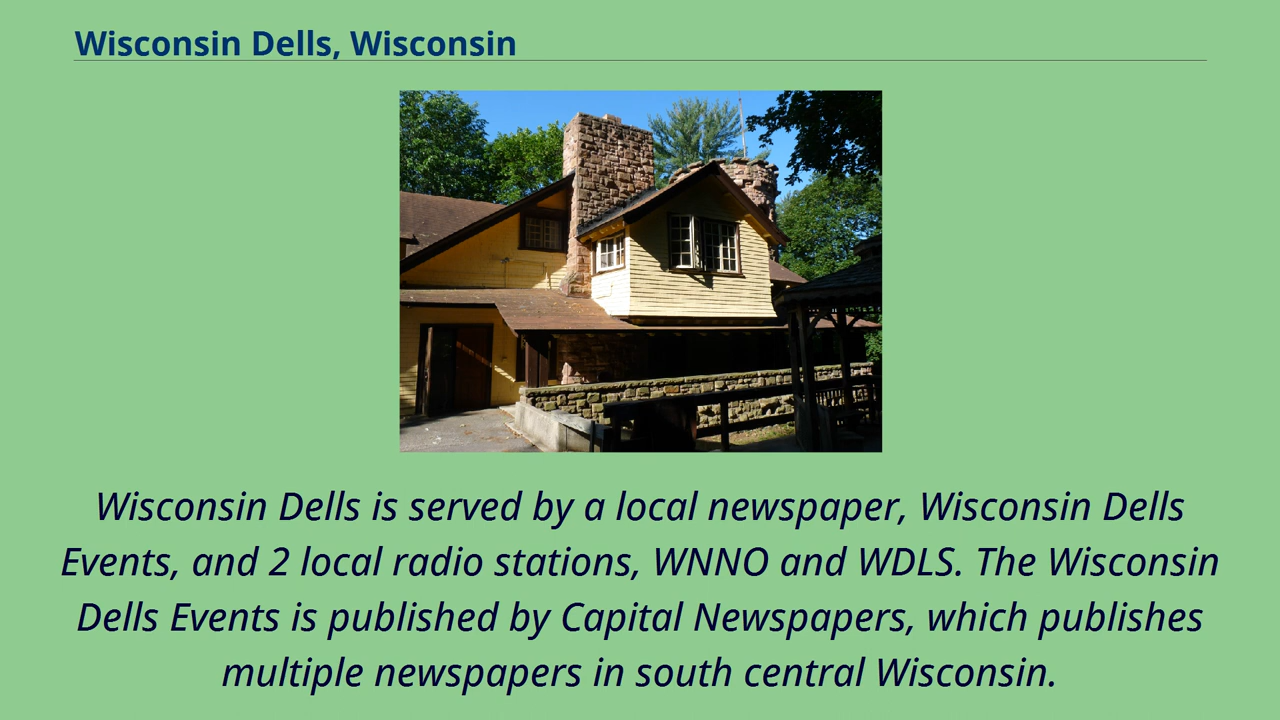 Wisconsin Dells, Wisconsin
Wisconsin Dells is served by a local newspaper, Wisconsin Dells
Events, and 2 local radio stations, WNNO and WDLS. The Wisconsin
Dells Events is published by Capital Newspapers, which publishes
multiple newspapers in south central Wisconsin.